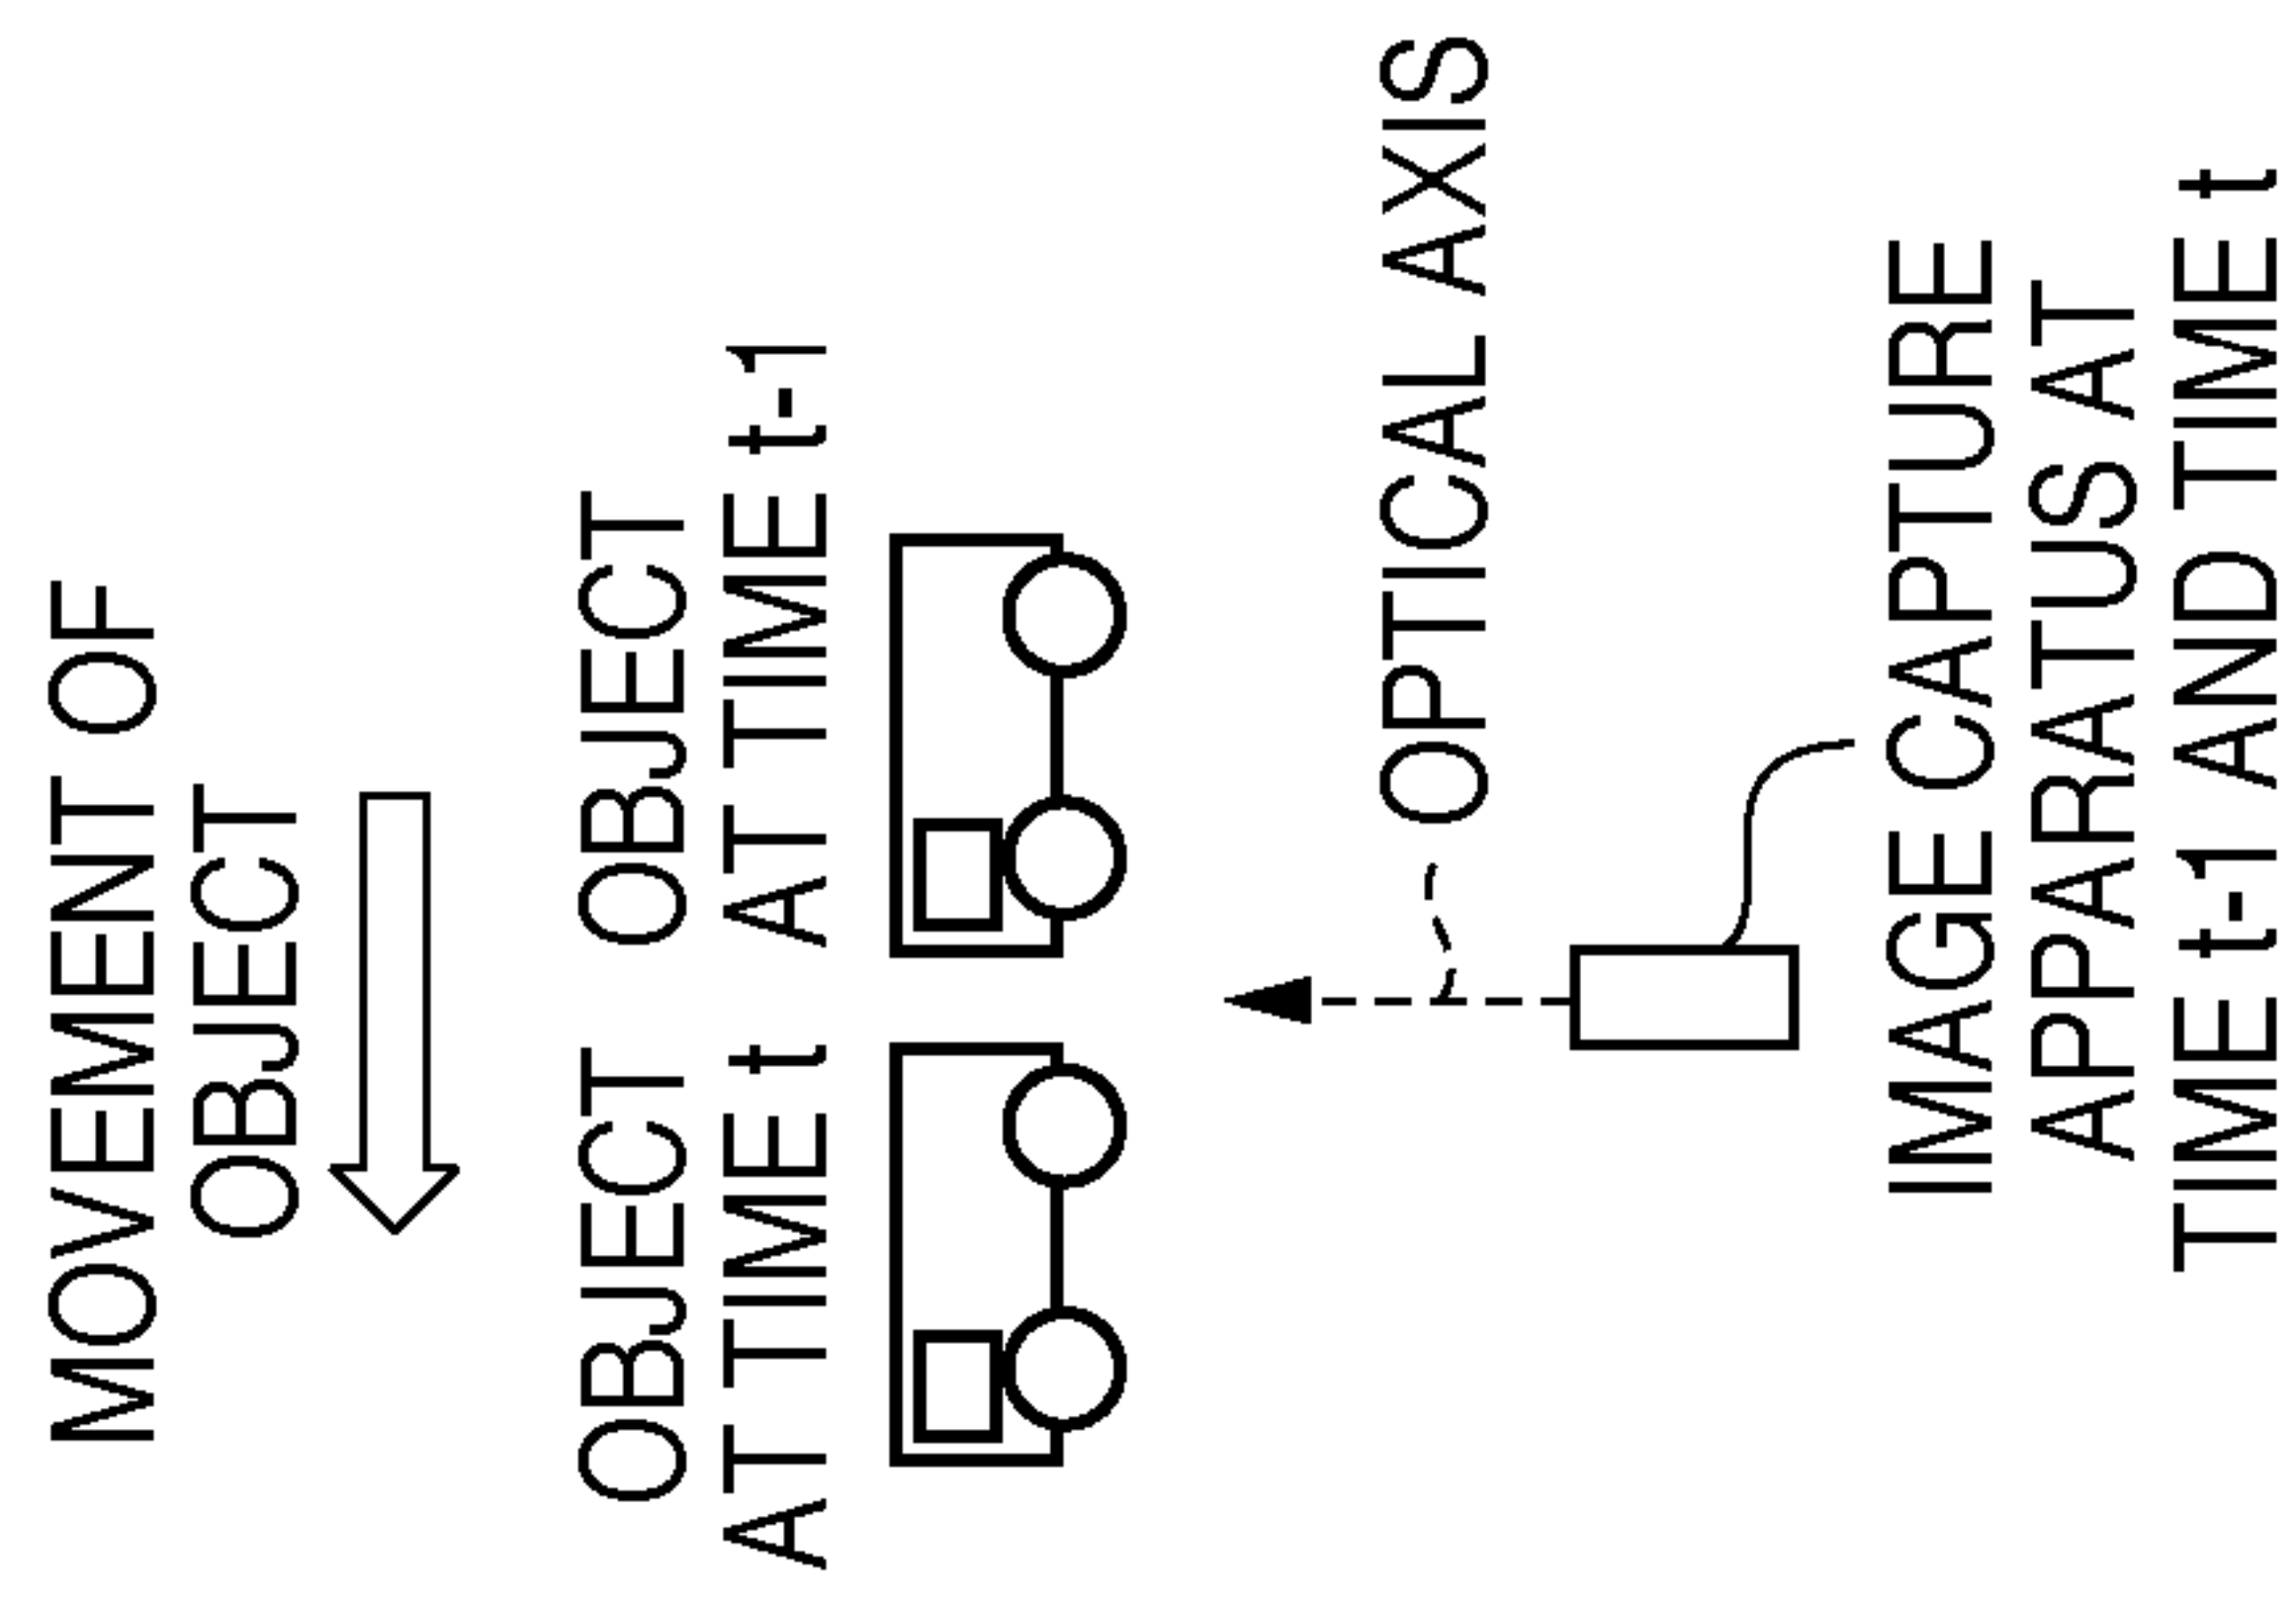 MOVEMENT OF
OBJECT
OBJECT
AT TIME t
OBJECT
AT TIME t-1
OPTICAL AXIS
IMAGE CAPTURE
APPARATUS AT
TIME t-1 AND TIME t